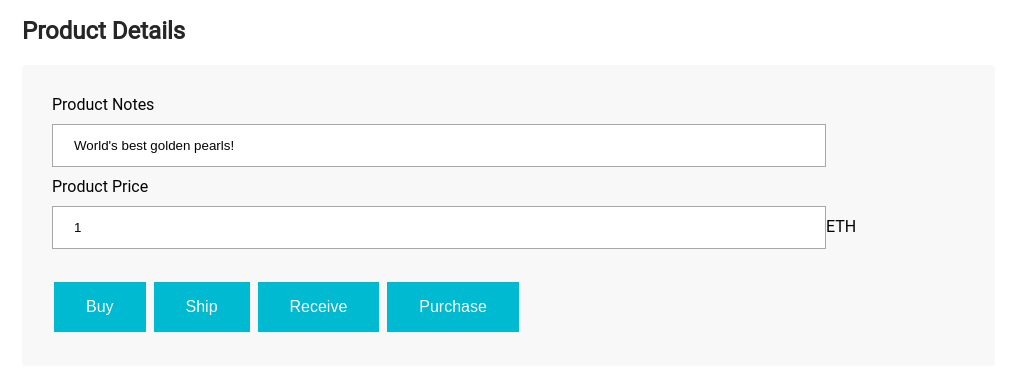 Product Details
Product Notes
World's best golden pearls!
Product Price
1 ETH
Buy Ship Receive Purchase